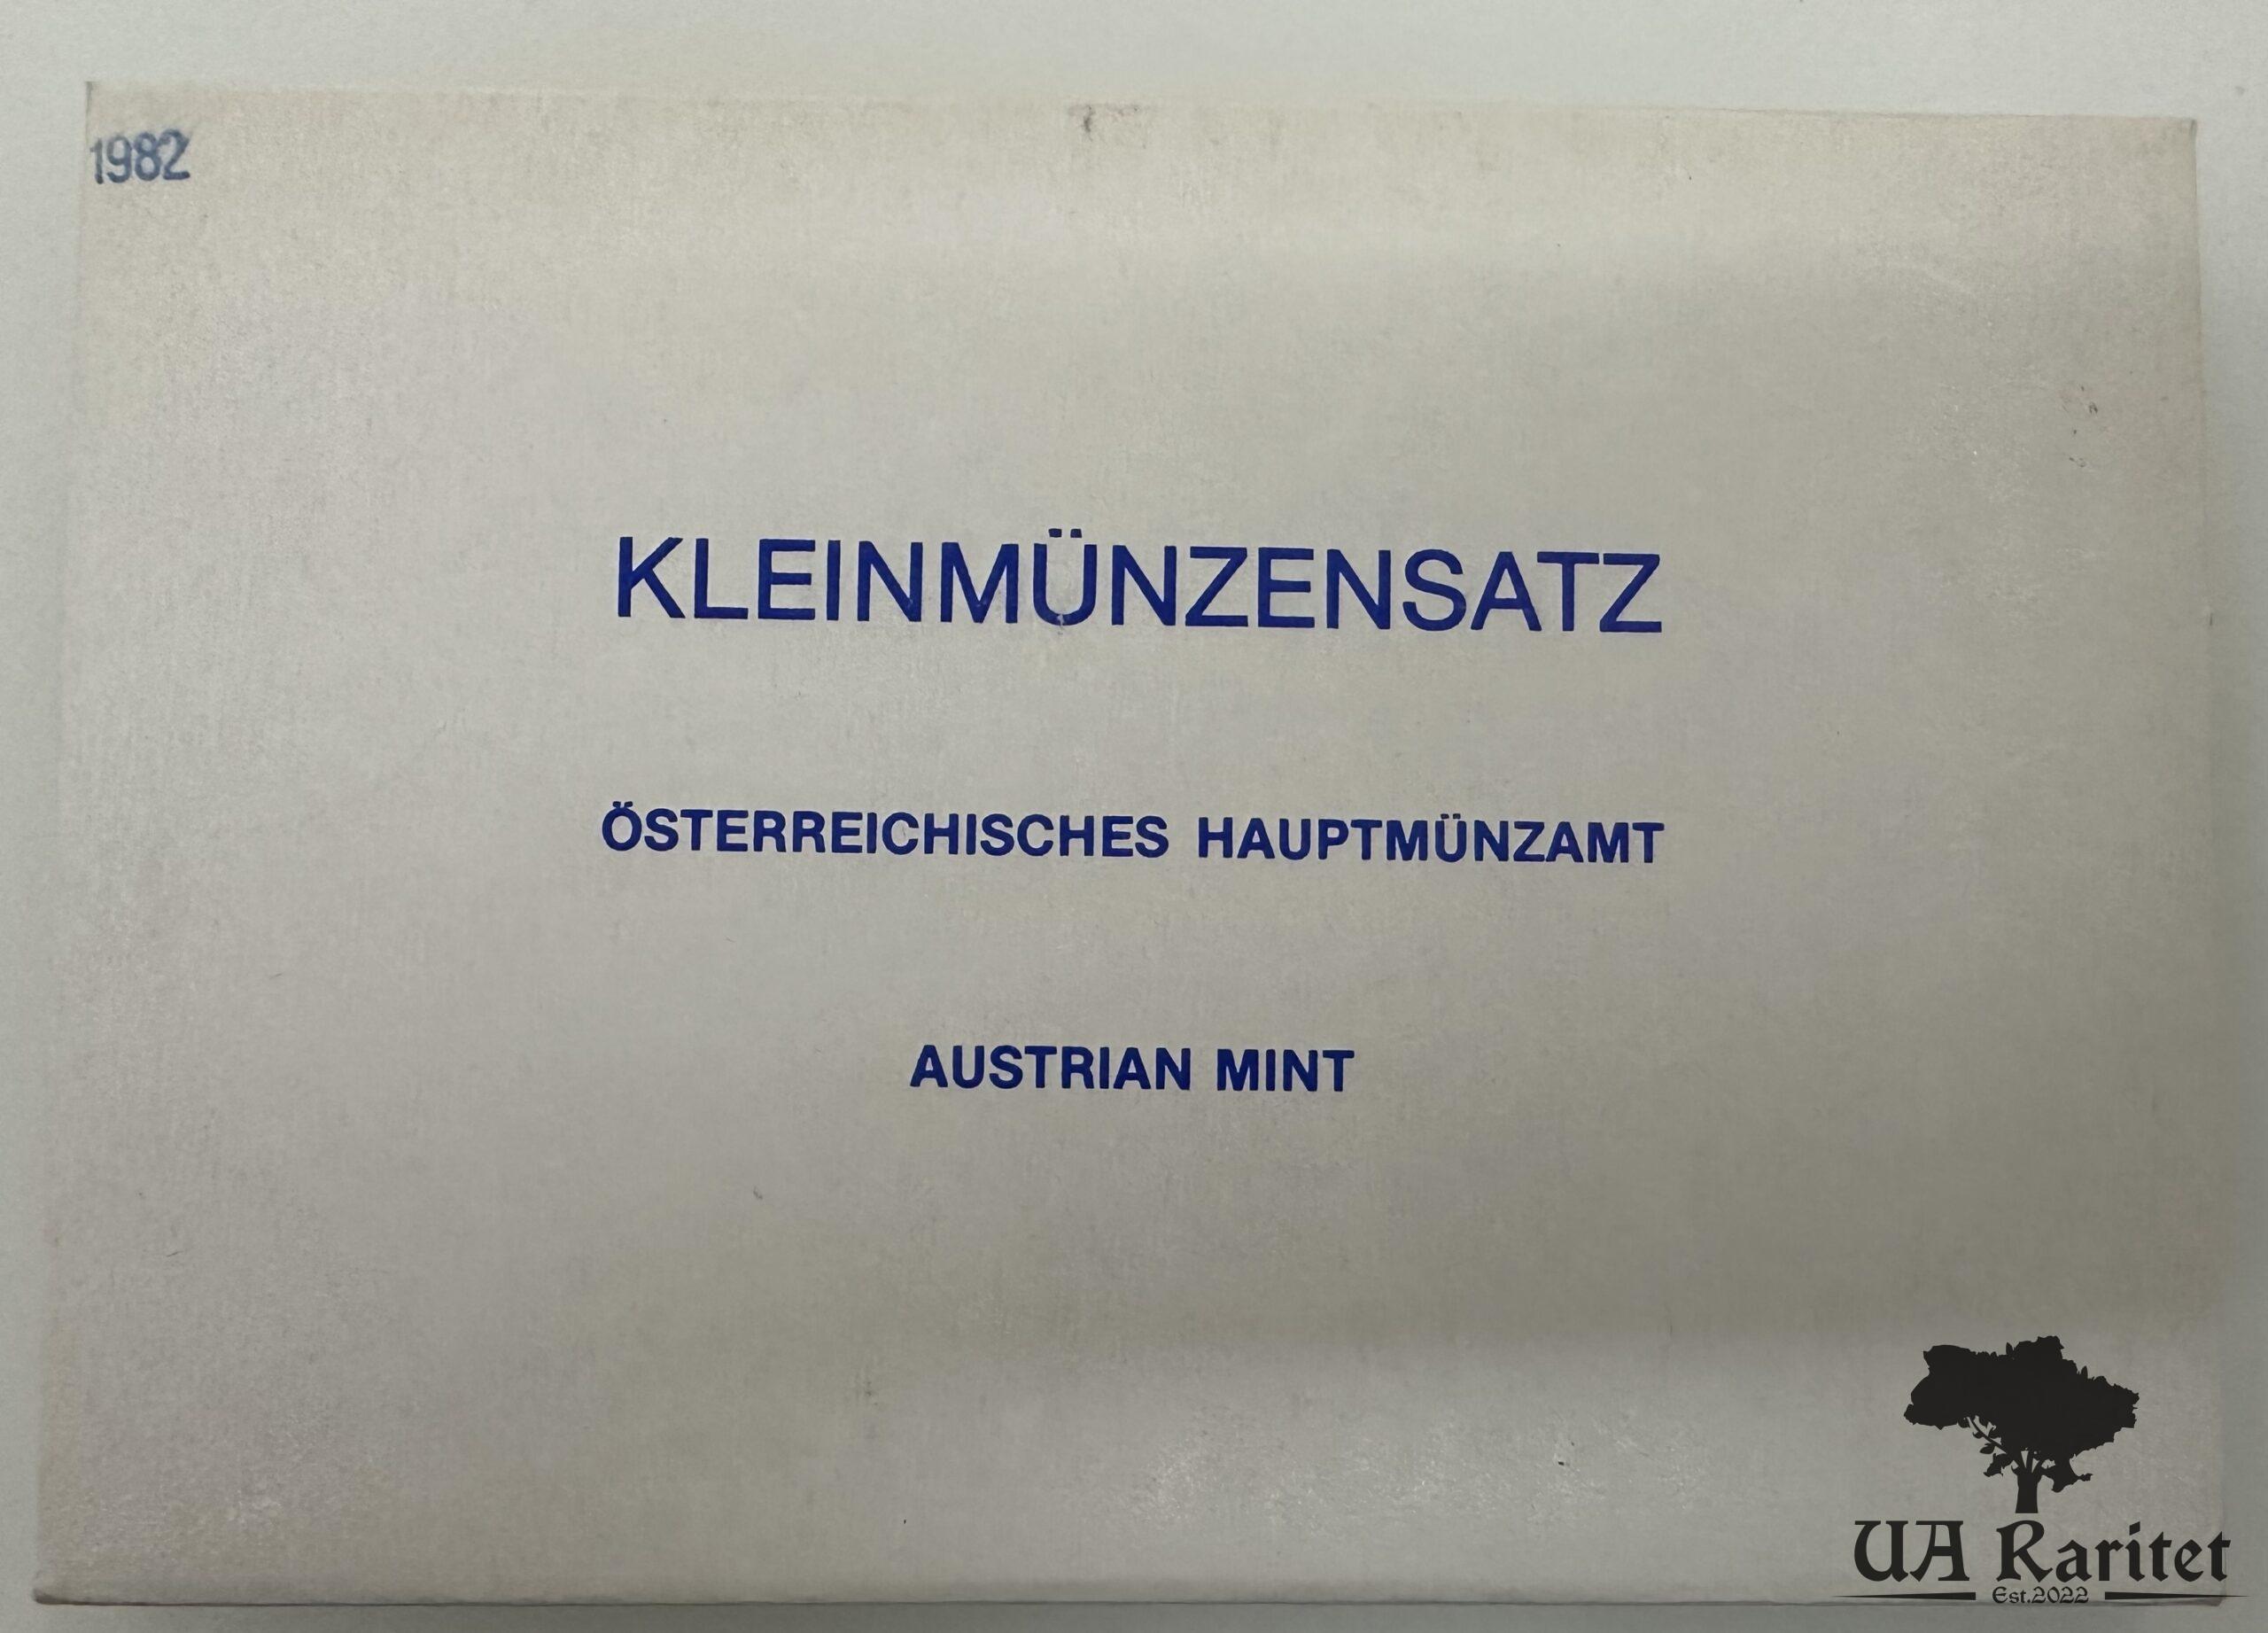 1982
KLEINMÜNZENSATZ
ÖSTERREICHISCHES HAUPTMÜNZAMT
AUSTRIAN MINT
UA Raritet
Est.2022